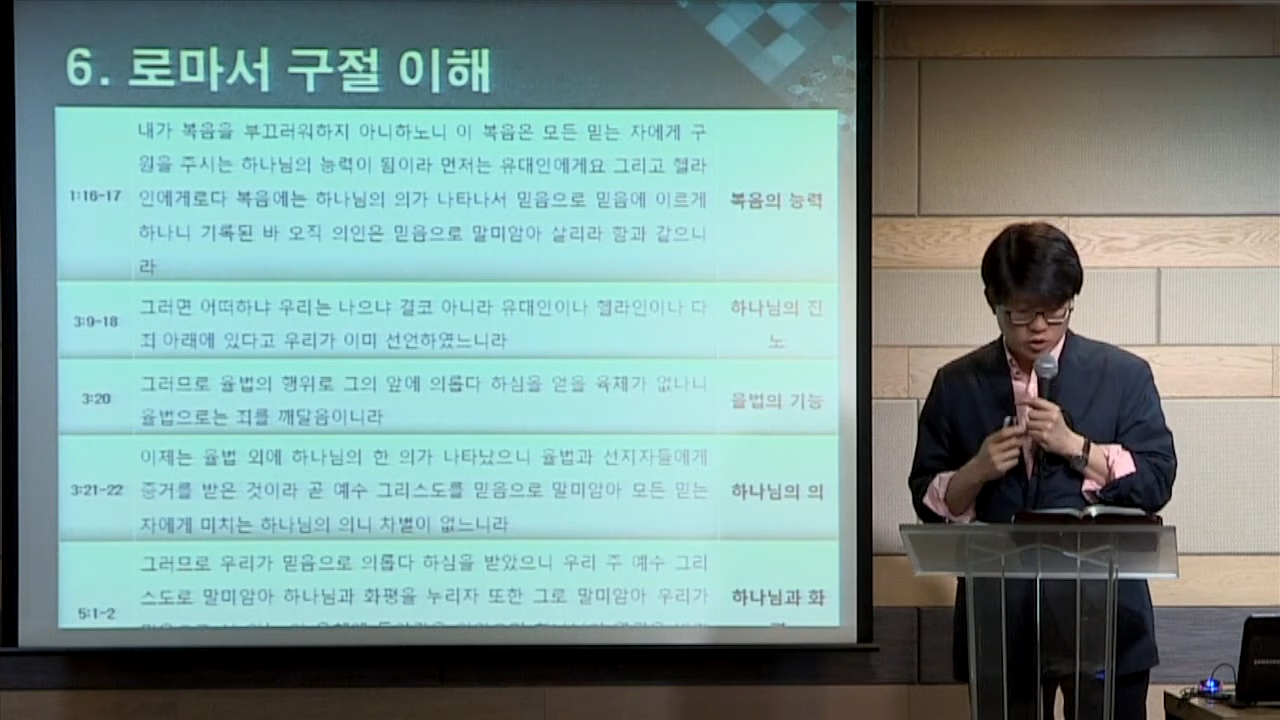 6. 로마서 구절 이해
내가 복음을 부끄러워하지 아니하노니 이 복음은 모든 믿는 자에게 구
원을 주시는 하나님의 능력이 됨이라 먼저는 유대인에게요 그리고 헬라
1:16-17
인에게로다 복음에는 하나님의 의가 나타나서 믿음으로 믿음에 이르게
복음의 능력
하나니 기록된 바 오직 의인은 믿음으로 말미암아 살리라 함과 같으니
라
3:9-18
그러면 어떠하냐 우리는 나으냐 결코 아니라 유대인이나 헬라인이나 다
죄 아래에 있다고 우리가 이미 선언하였느니라
하나님의 진
노
3:20
그러므로 율법의 행위로 그의 앞에 의롭다 하심을 얻을 육체가 없나니
율법으로는 죄를 깨달음이니라
율법의 기능
이제는 율법 외에 하나님의 한 의가 나타났으니 율법과 선지자들에게
3:21-22
증거를 받은 것이라 곧 예수 그리스도를 믿음으로 말미암아 모든 믿는
자에게 미치는 하나님의 의니 차별이 없느니라
하나님의 의
그러므로 우리가 믿음으로 의롭다 하심을 받았으니 우리 주 예수 그리
5:1-2
스도로 말미암아 하나님과 화평을 누리자 또한 그로 말미암아 우리가
하나님과 화